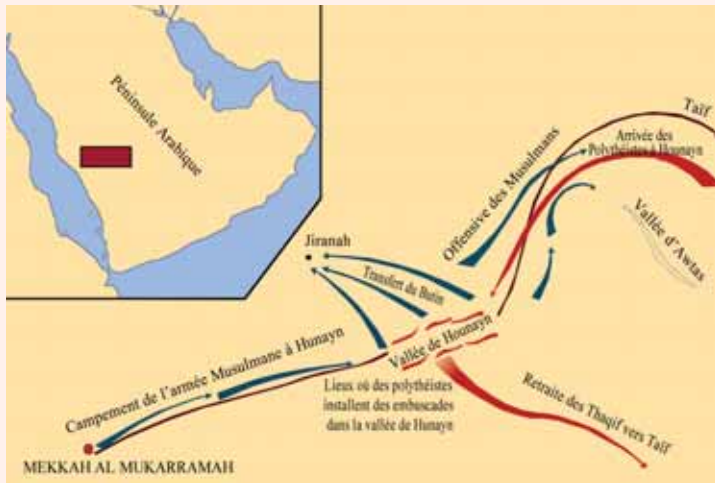 Péninsule Arabique
Taïf
Arrivée des
Polythéistes à Hounayn
Offensive des Musulmans
Vallée d'Awtas
Jiranah
Transfert du Butin
Vallée de Hounayn
Campement de l'armée Musulmane à Hunayn
Lieux où des polythéistes
installent des embuscades
dans la vallée de Hunayn
Retraite des Thaqif vers Taïf
MEKKAH AL MUKARRAMAH